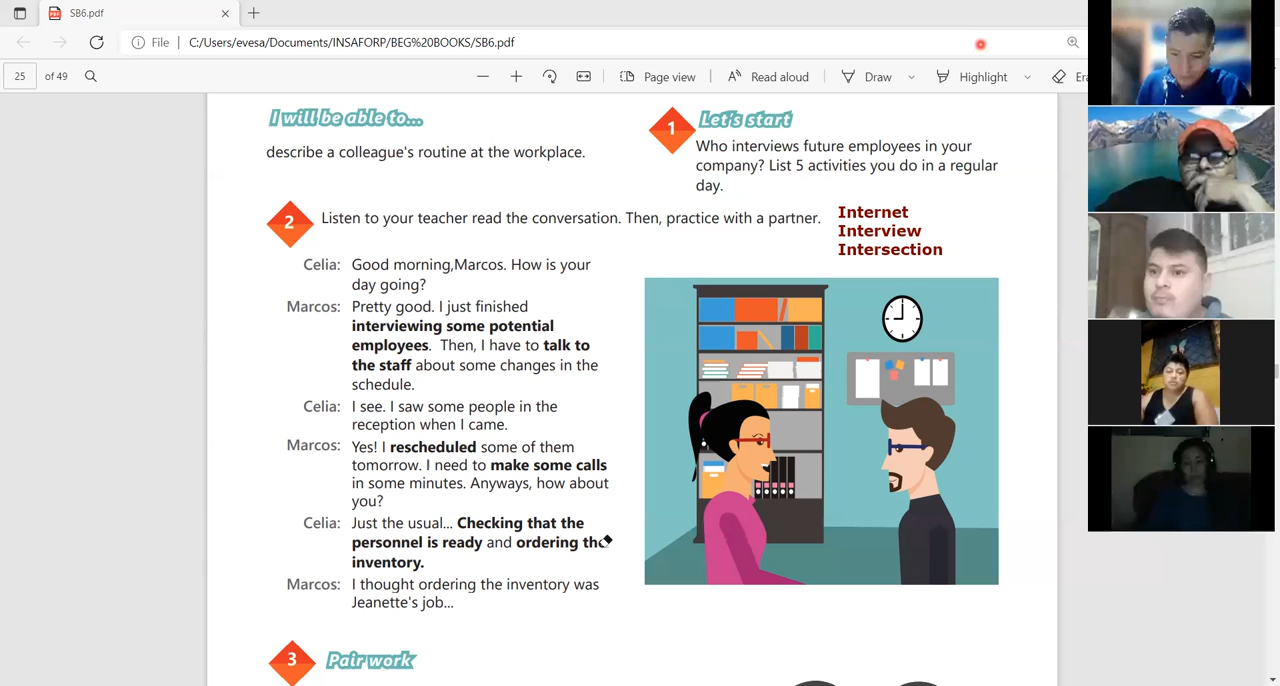 SB6.pdf
File
C:/Users/evesa/Documents/INSAFORP/BEG%20BOOKS/SB6.pdf
25 of 49
Page view
Read aloud
Draw
Highlight
Era
I will be able to...
describe a colleague's routine at the workplace.
1 Let's start
Who interviews future employees in your
company? List 5 activities you do in a regular
day.
2 Listen to your teacher read the conversation. Then, practice with a partner.
Internet
Interview
Intersection
Celia: Good morning,Marcos. How is your
day going?
Marcos: Pretty good. I just finished
interviewing some potential
employees. Then, I have to talk to
the staff about some changes in the
schedule.
Celia: I see. I saw some people in the
reception when I came.
Marcos: Yes! I rescheduled some of them
tomorrow. I need to make some calls
in some minutes. Anyways, how about
you?
Celia: Just the usual... Checking that the
personnel is ready and ordering the
inventory.
Marcos: I thought ordering the inventory was
Jeanette's job...
3 Pair work